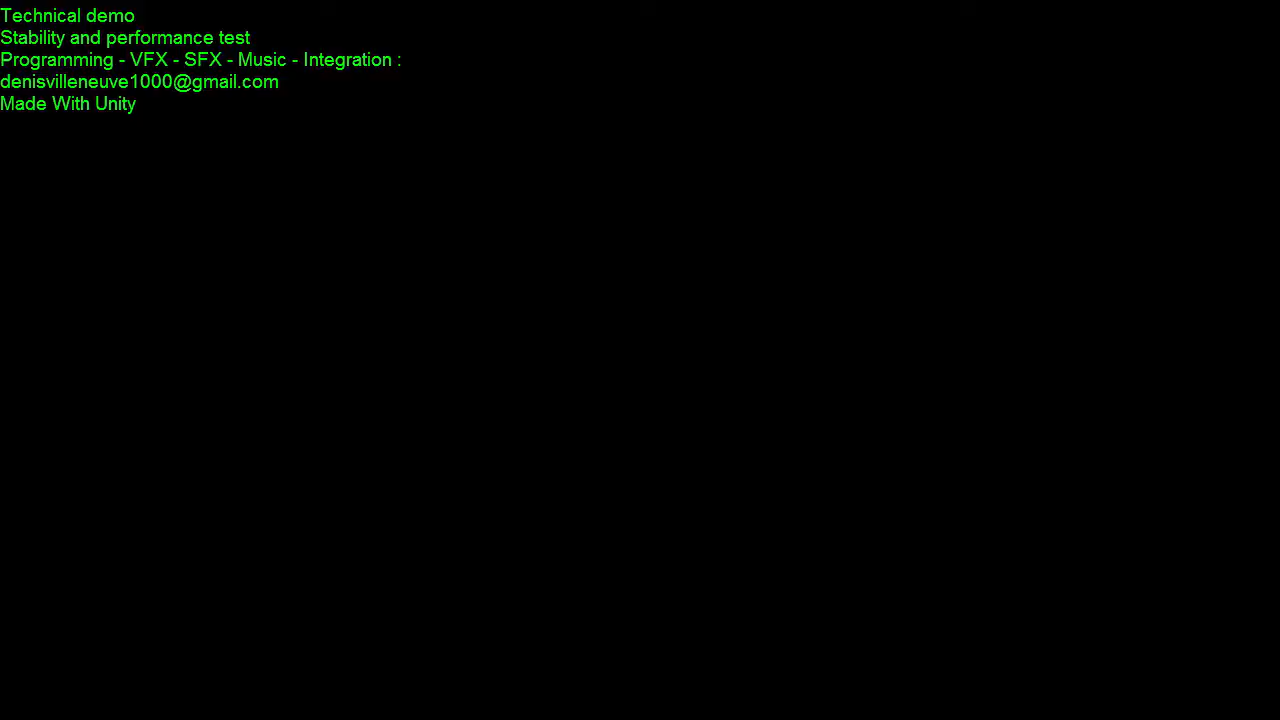 Technical demo
Stability and performance test
Programming - VFX - SFX - Music - Integration :
denisvilleneuve1000@gmail.com
Made With Unity